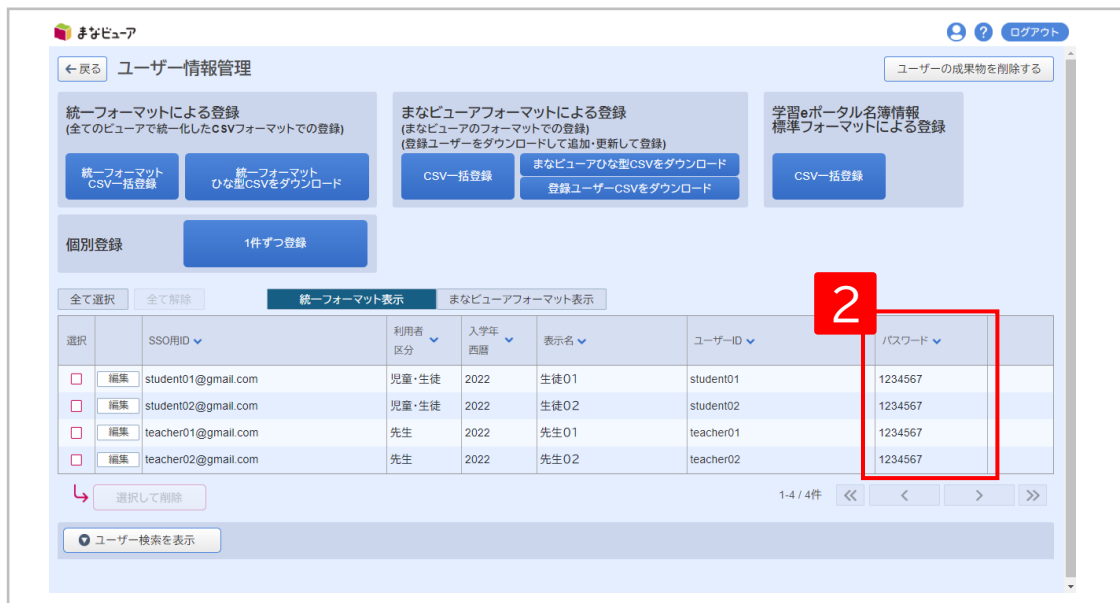 まなビューア
? ログアウト
←戻る ユーザー情報管理
ユーザーの成果物を削除する
統一フォーマットによる登録
(全てのビューアで統一化したCSVフォーマットでの登録)
統一フォーマット
CSV一括登録
統一フォーマット
ひな型CSVをダウンロード
まなビューアフォーマットによる登録
(まなビューアのフォーマットでの登録)
(登録ユーザーをダウンロードして追加・更新して登録)
CSV一括登録
まなビューアひな型CSVをダウンロード
登録ユーザーCSVをダウンロード
学習eポータル名簿情報
標準フォーマットによる登録
CSV一括登録
個別登録
1件ずつ登録
全て選択 全て解除 統一フォーマット表示 まなビューアフォーマット表示
2
選択 SSO用ID 利用者区分 入学年西暦 表示名 ユーザーID パスワード
編集 student01@gmail.com 児童・生徒 2022 生徒01 student01 1234567
編集 student02@gmail.com 児童・生徒 2022 生徒02 student02 1234567
編集 teacher01@gmail.com 先生 2022 先生01 teacher01 1234567
編集 teacher02@gmail.com 先生 2022 先生02 teacher02 1234567
選択して削除
1-4 / 4件
ユーザー検索を表示